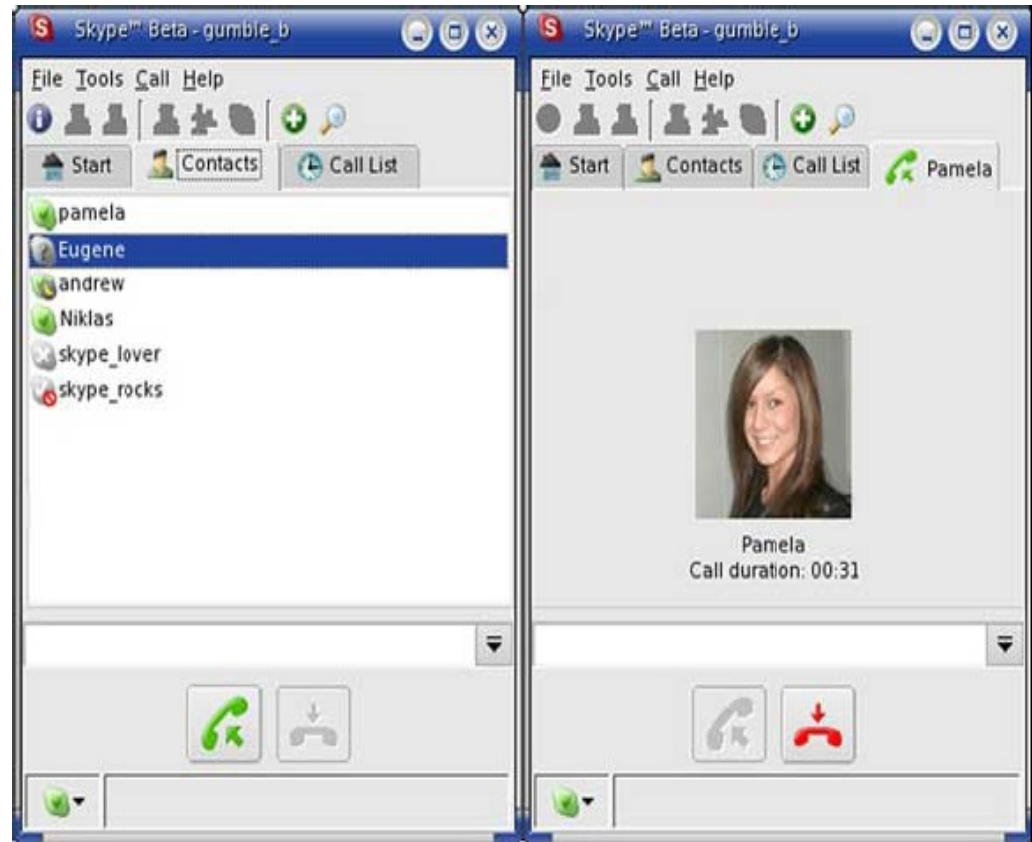 S Skype™ Beta - gumble_b
File Tools Call Help
Start Contacts Call List
pamela
Eugene
andrew
Niklas
skype_lover
skype_rocks
S Skype™ Beta - gumble_b
File Tools Call Help
Start Contacts Call List Pamela
Pamela
Call duration: 00:31